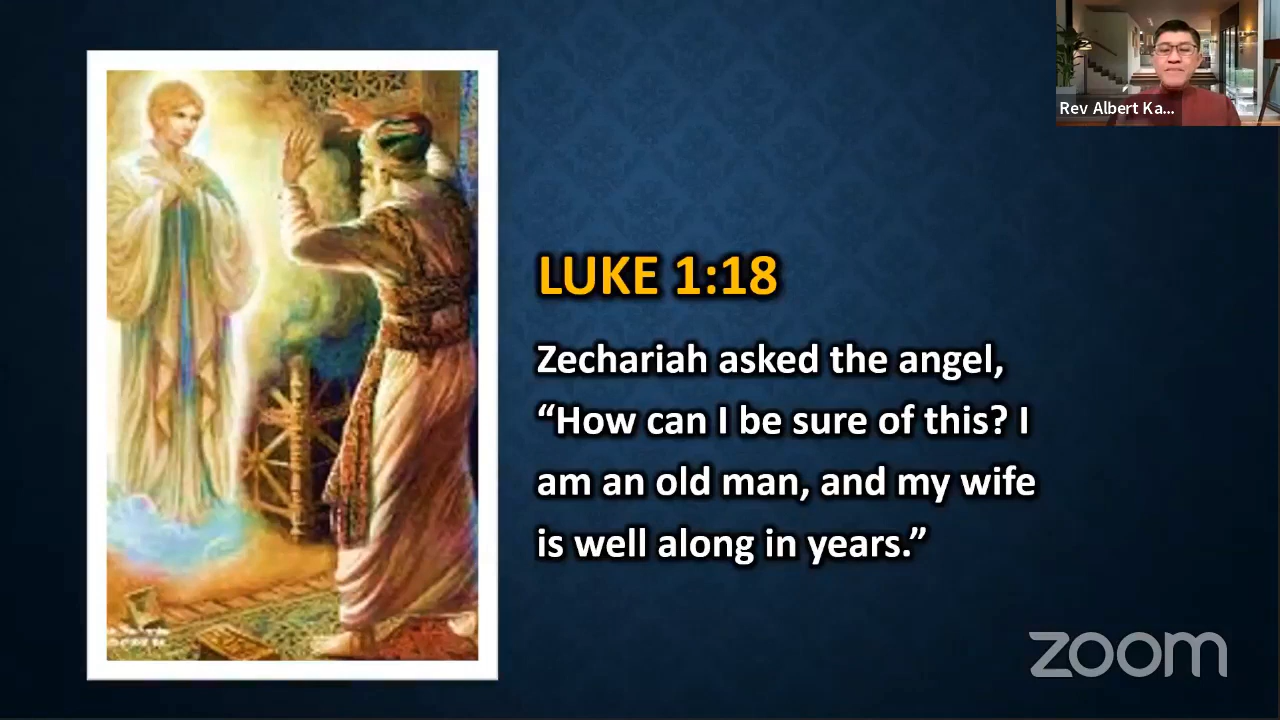 Rev Albert Ka...
LUKE 1:18
Zechariah asked the angel,
“How can I be sure of this? I
am an old man, and my wife
is well along in years.”
zoom